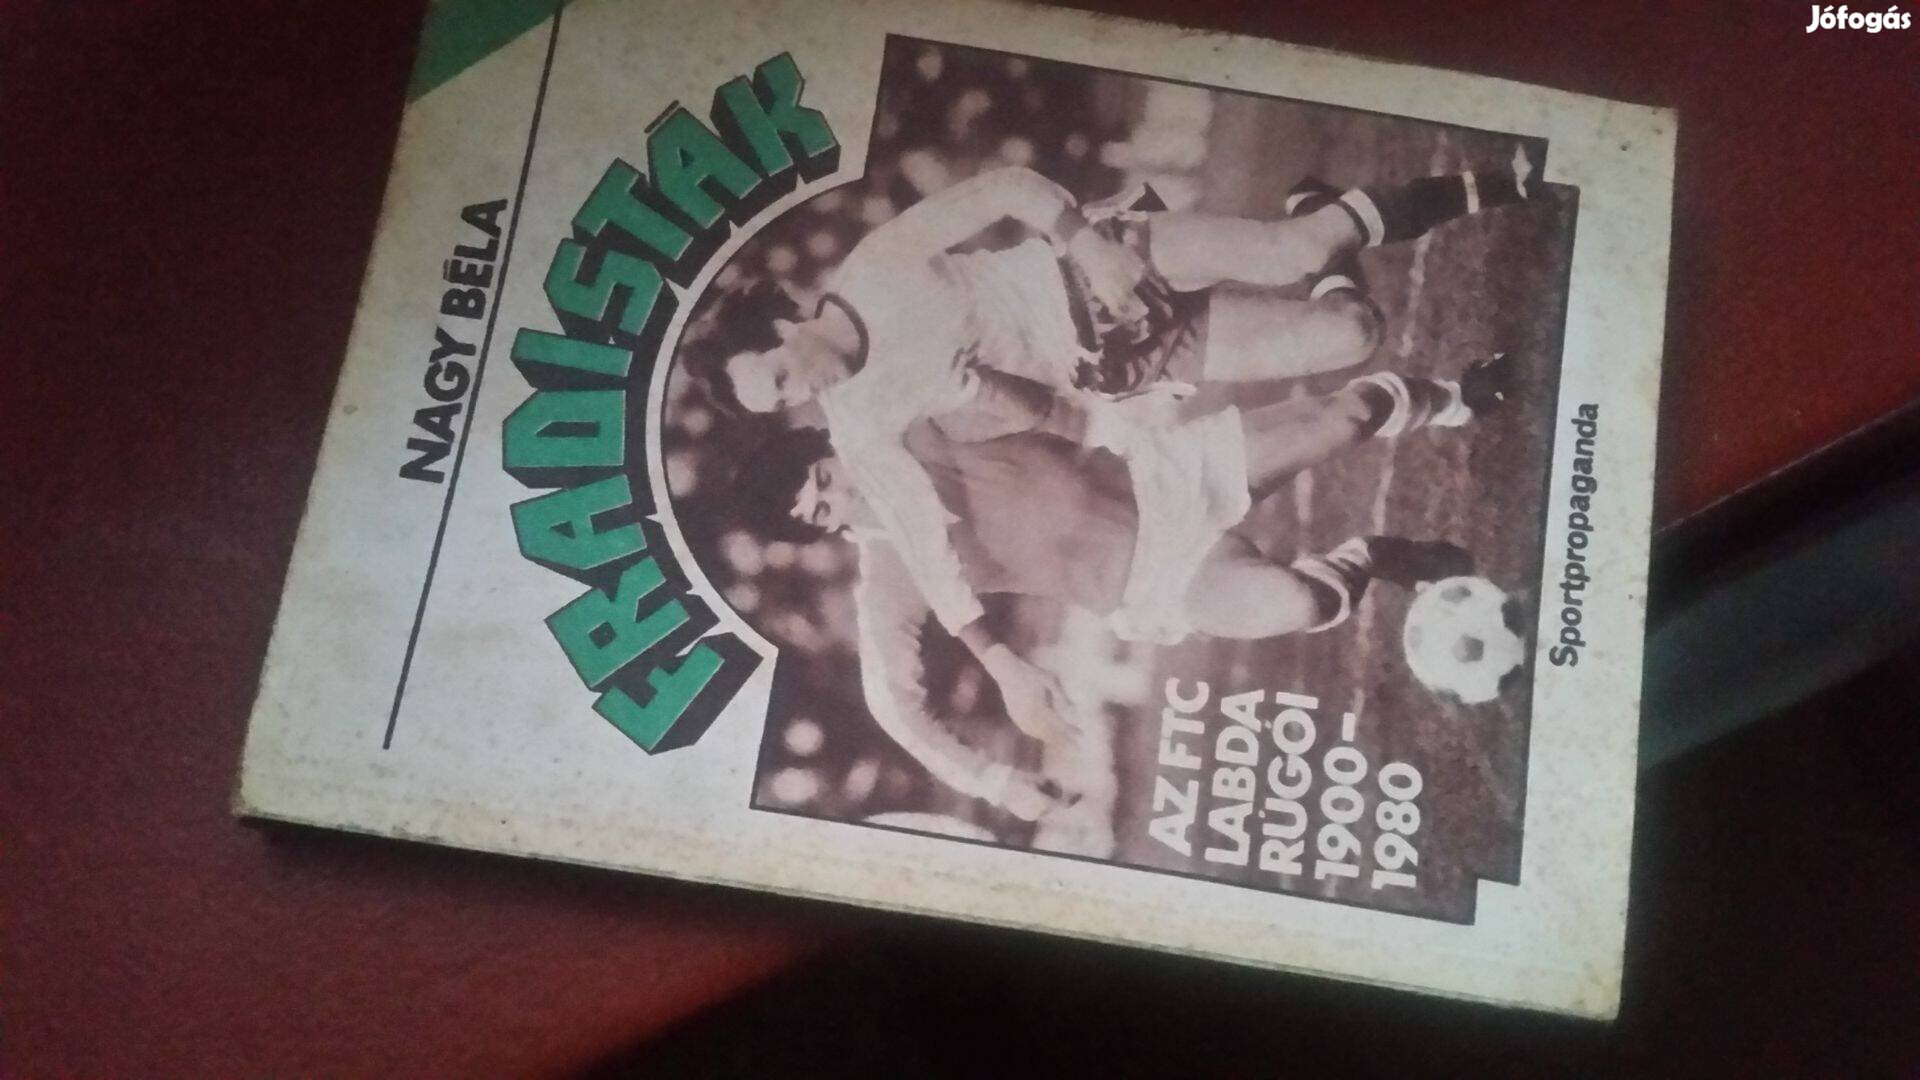 Jófogás
NAGY BÉLA
FRADISTÁK
AZ FTC
LABDA
RÚGÓI
1900-
1980
Sportpropaganda